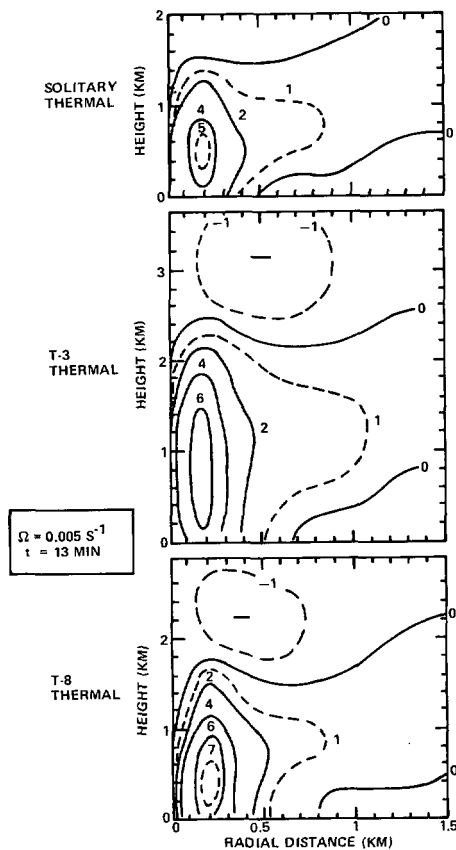 SOLITARY
THERMAL
HEIGHT (KM)
2
1
0
0
1
4
2
5
0
T-3
THERMAL
HEIGHT (KM)
3
2
1
0
-1
-1
—
0
4
6
2
1
0
Ω = 0.005 S⁻¹
t = 13 MIN
T-8
THERMAL
HEIGHT (KM)
2
1
0
-1
—
0
2
4
6
7
1
0
0 0.5 1 1.5
RADIAL DISTANCE (KM)